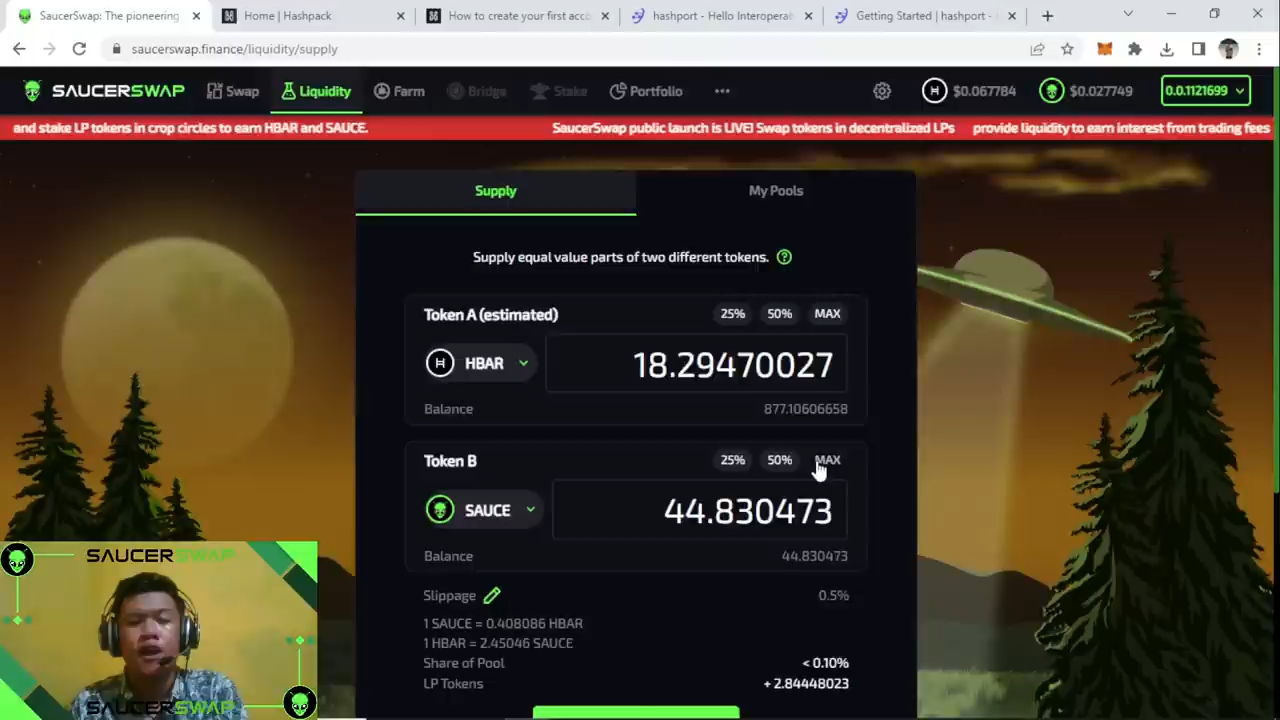 SaucerSwap: The pioneering
Home | Hashpack
How to create your first acco
hashport - Hello Interoperab
Getting Started | hashport -
saucerswap.finance/liquidity/supply
SAUCERSWAP
Swap
Liquidity
Farm
Bridge
Stake
Portfolio
$0.067784
$0.027749
0.0.1121699
and stake LP tokens in crop circles to earn HBAR and SAUCE.
SaucerSwap public launch is LIVE! Swap tokens in decentralized LPs
provide liquidity to earn interest from trading fees
Supply
My Pools
Supply equal value parts of two different tokens.
Token A (estimated)
25%
50%
MAX
HBAR
18.29470027
Balance
877.10606658
Token B
25%
50%
MAX
SAUCE
44.830473
Balance
44.830473
Slippage
0.5%
1 SAUCE = 0.408086 HBAR
1 HBAR = 2.45046 SAUCE
Share of Pool
< 0.10%
LP Tokens
+ 2.84448023
SAUCERSWAP
SAUCERSWAP